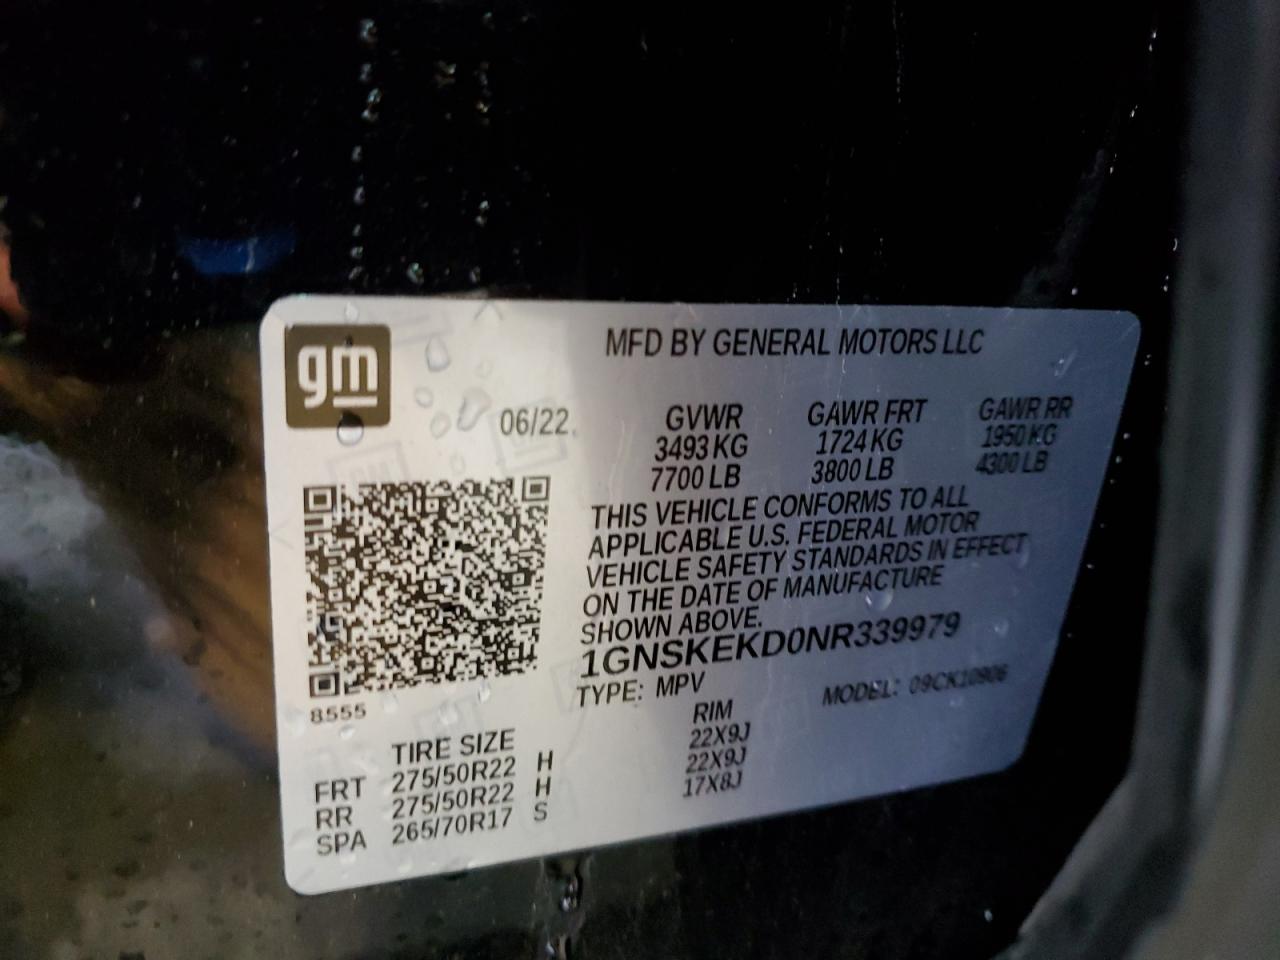 gm
MFD BY GENERAL MOTORS LLC
06/22
GVWR GAWR FRT GAWR RR
3493 KG 1724 KG 1950 KG
7700 LB 3800 LB 4300 LB
THIS VEHICLE CONFORMS TO ALL
APPLICABLE U.S. FEDERAL MOTOR
VEHICLE SAFETY STANDARDS IN EFFECT
ON THE DATE OF MANUFACTURE
SHOWN ABOVE.
1GNSKEKD0NR339979
TYPE: MPV MODEL: 09CK10906
8555
TIRE SIZE RIM
FRT 275/50R22 H 22X9J
RR 275/50R22 H 22X9J
SPA 265/70R17 S 17X8J